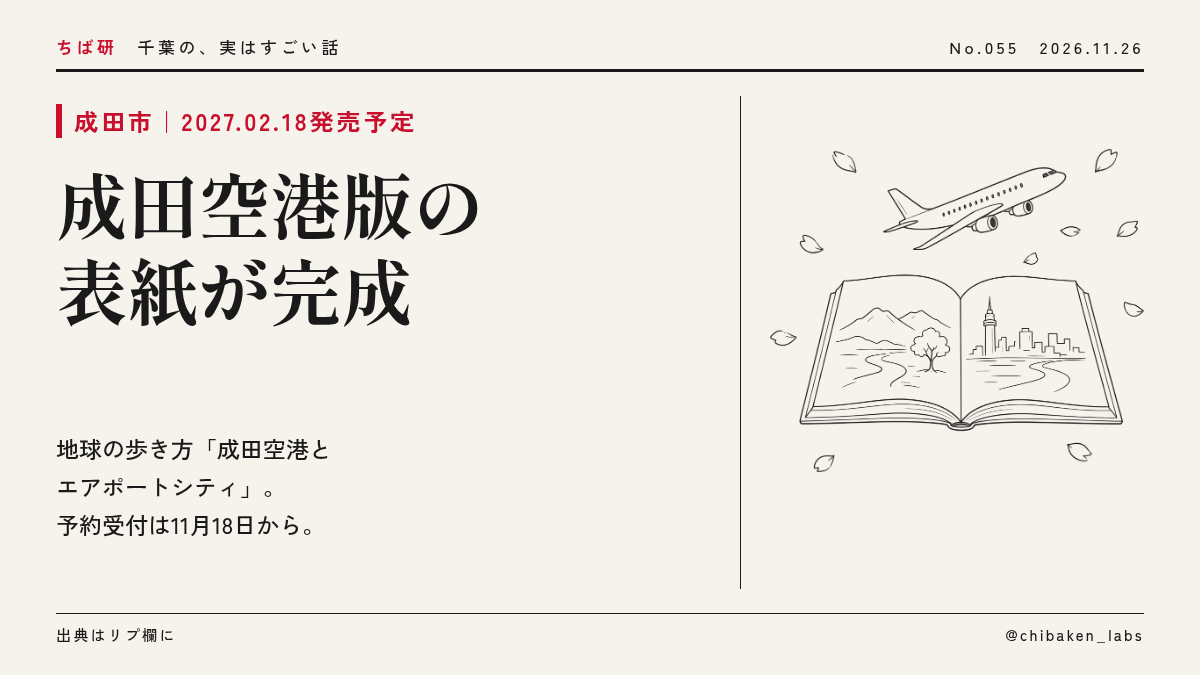 ちば研 千葉の、実はすごい話
No.055 2026.11.26
成田市｜2027.02.18発売予定
成田空港版の
表紙が完成
地球の歩き方「成田空港と
エアポートシティ」。
予約受付は11月18日から。
出典はリプ欄に
@chibaken_labs